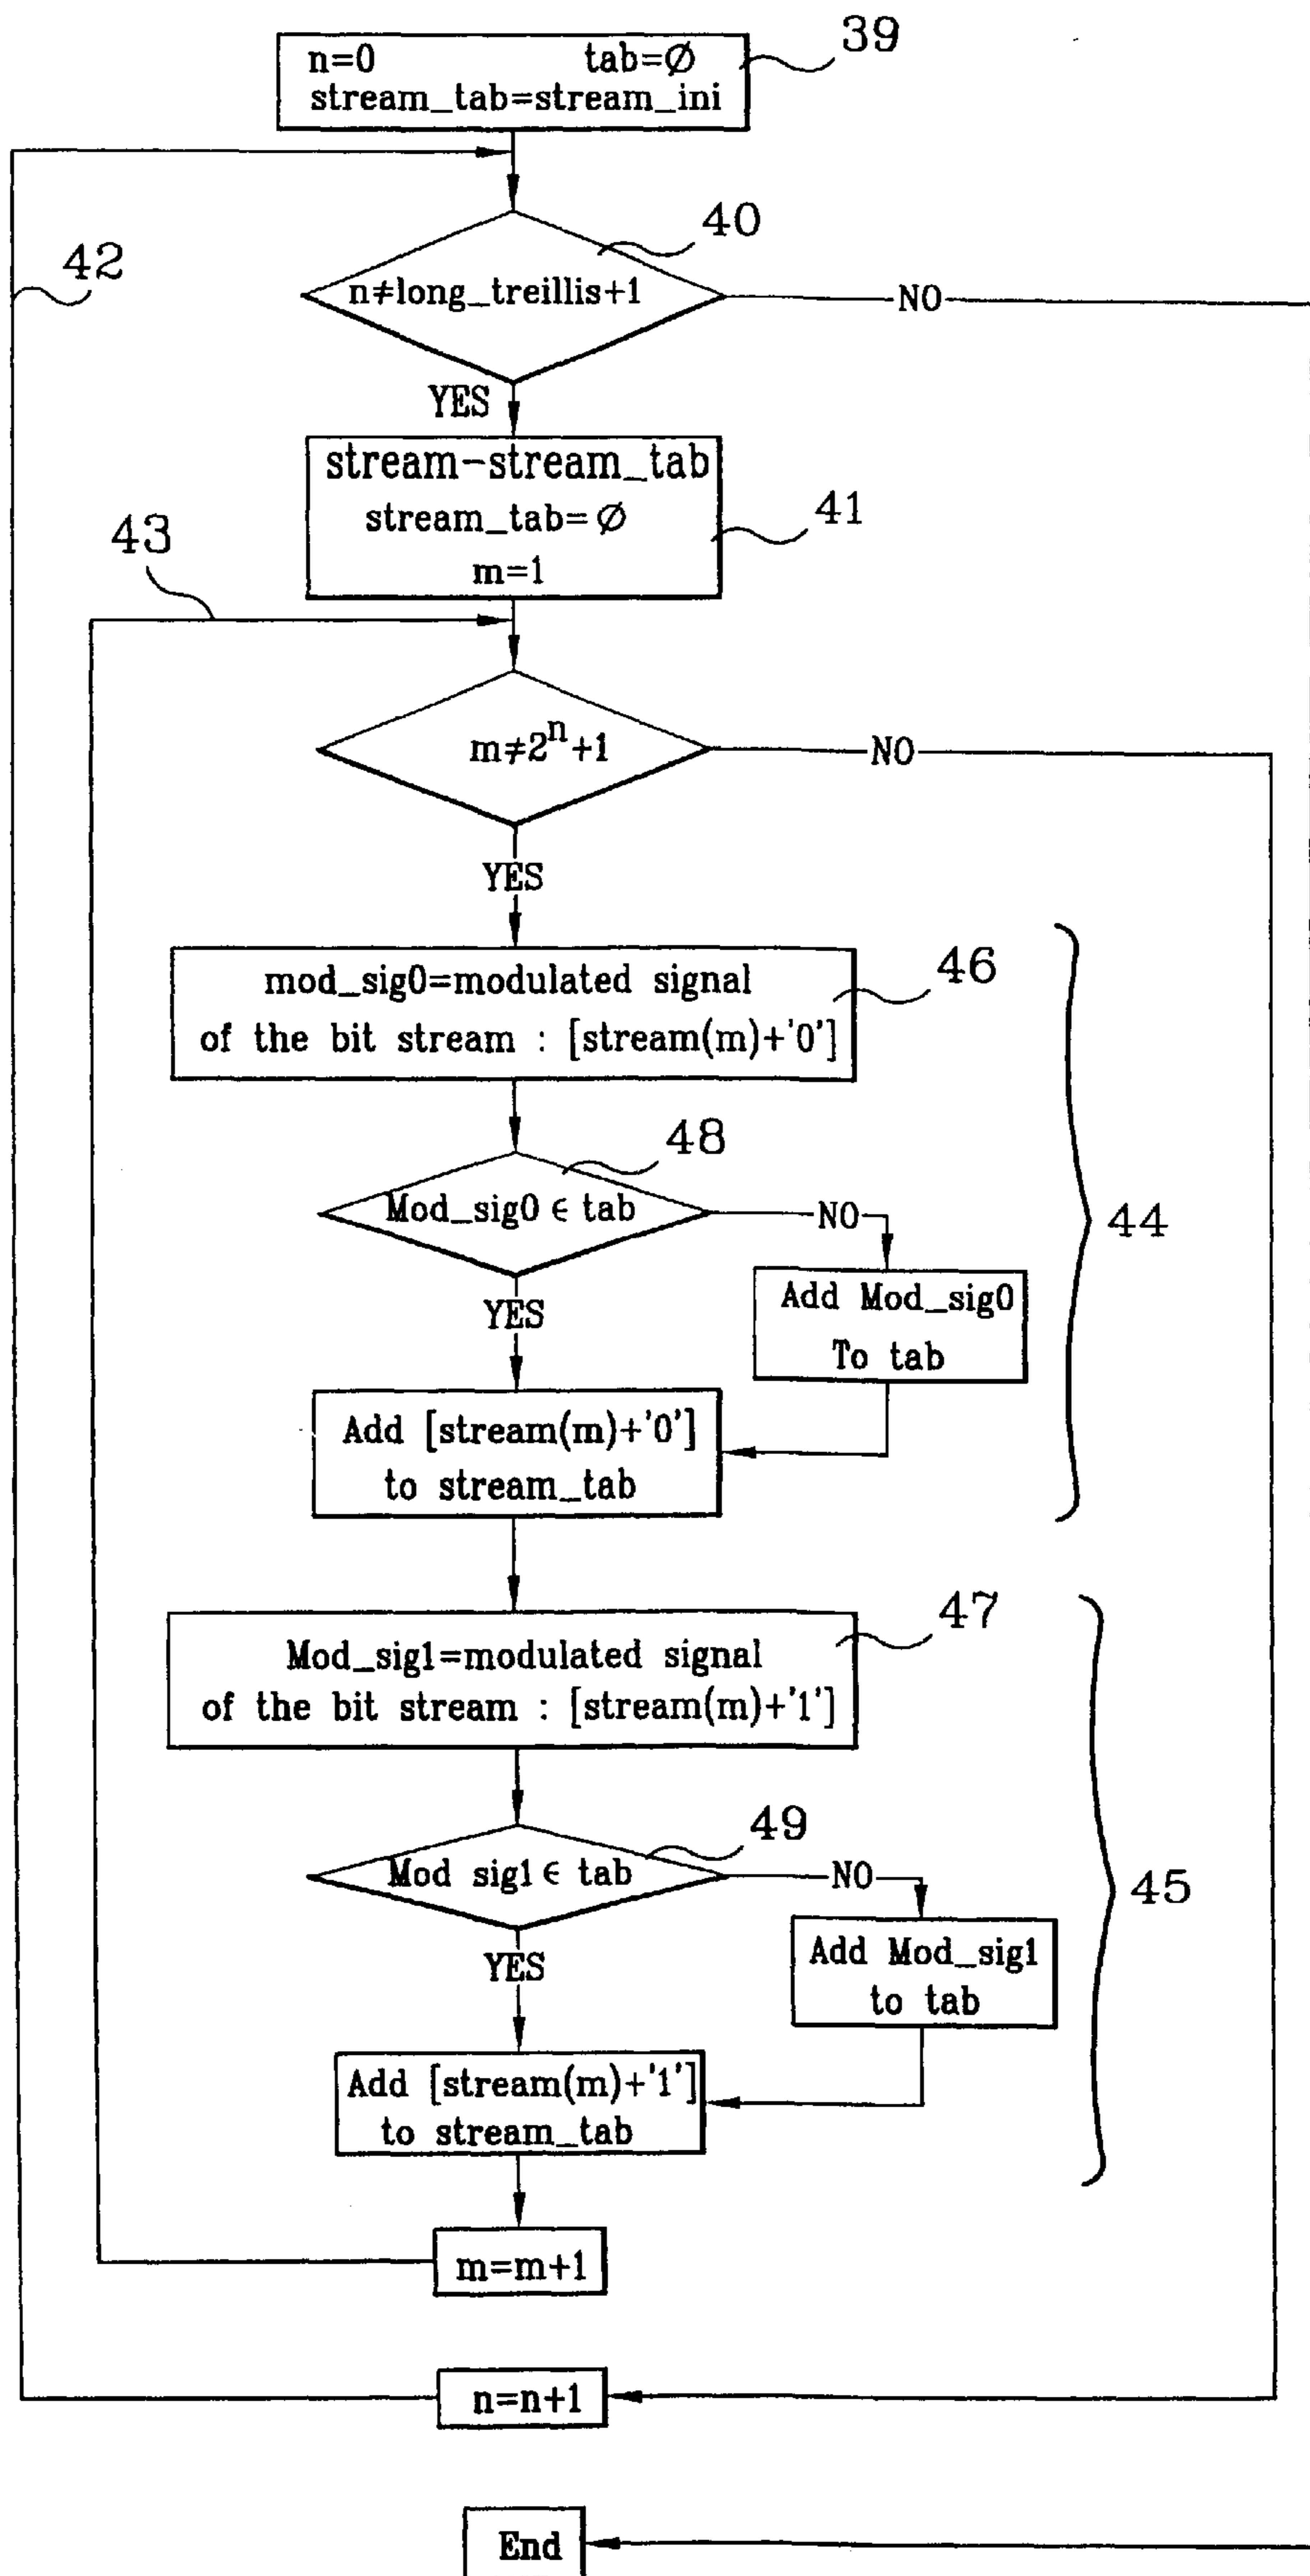 n=0 tab=∅
stream_tab=stream_ini
39
40
42
n≠long_treillis+1
NO
YES
stream-stream_tab
stream_tab=∅
m=1
41
43
m≠2ⁿ+1
NO
YES
mod_sig0=modulated signal
of the bit stream : [stream(m)+'0']
46
48
Mod_sig0 ∈ tab
NO
44
Add Mod_sig0
To tab
YES
Add [stream(m)+'0']
to stream_tab
47
Mod_sig1=modulated signal
of the bit stream : [stream(m)+'1']
49
Mod sig1 ∈ tab
NO
45
Add Mod_sig1
to tab
YES
Add [stream(m)+'1']
to stream_tab
m=m+1
n=n+1
End